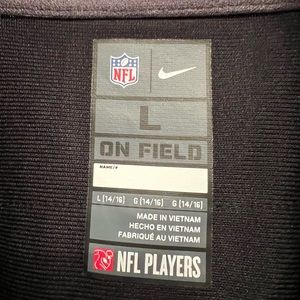 NFL
L
ON FIELD
NAME/#
L (14/16) G (14/16) G (14/16)
MADE IN VIETNAM
HECHO EN VIETNAM
FABRIQUÉ AU VIETNAM
NFL PLAYERS